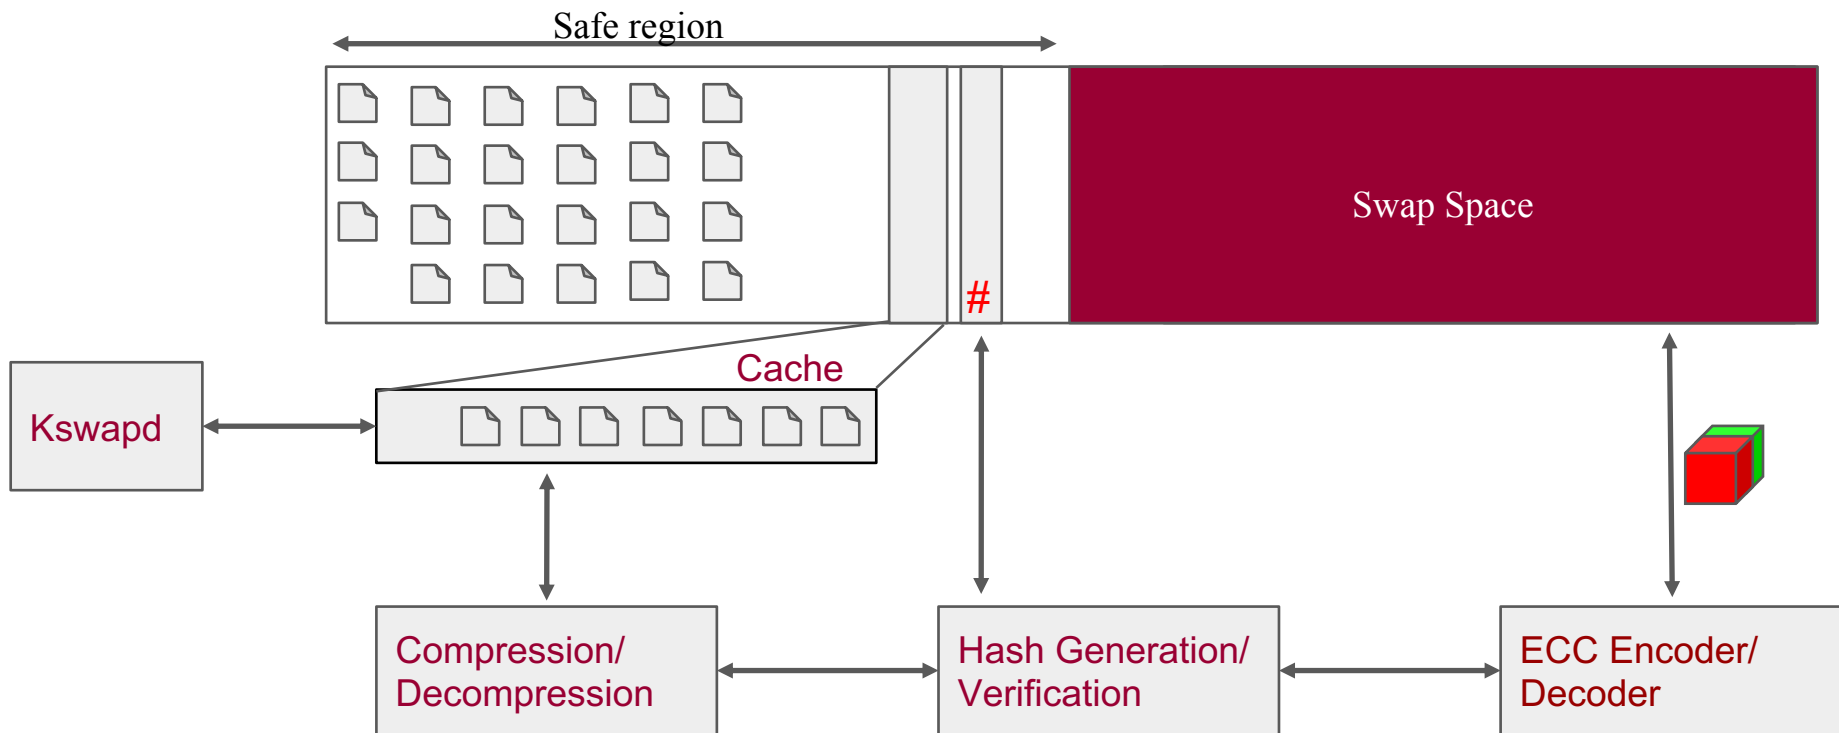 Safe region
Swap Space
#
Cache
Kswapd
Compression/
Decompression
Hash Generation/
Verification
ECC Encoder/
Decoder